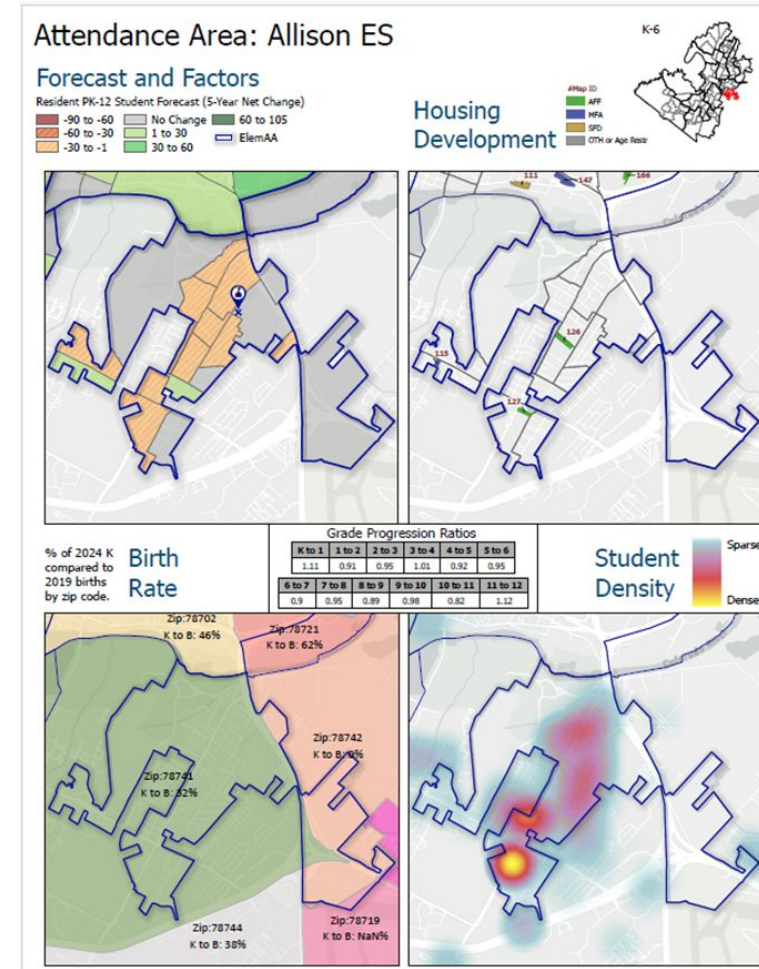 Attendance Area: Allison ES
K-6
Forecast and Factors
Resident PK-12 Student Forecast (5-Year Net Change)
-90 to -60
No Change
60 to 105
-60 to -30
1 to 30
ElemAA
-30 to -1
30 to 60
Housing
Development
#Map ID
AFF
MFA
SFD
OTH or Age Restr
111
147
166
126
115
127
% of 2024 K
compared to
2019 births
by zip code.
Birth
Rate
Grade Progression Ratios
K to 1 1 to 2 2 to 3 3 to 4 4 to 5 5 to 6
1.11 0.91 0.95 1.01 0.92 0.95
6 to 7 7 to 8 8 to 9 9 to 10 10 to 11 11 to 12
0.9 0.95 0.89 0.98 0.82 1.12
Student
Density
Sparse
Dense
Zip:78702
K to B: 46%
Zip:78721
K to B: 62%
Zip:78742
K to B: 0%
Zip:78741
K to B: 32%
Zip:78744
K to B: 38%
Zip:78719
K to B: NaN%